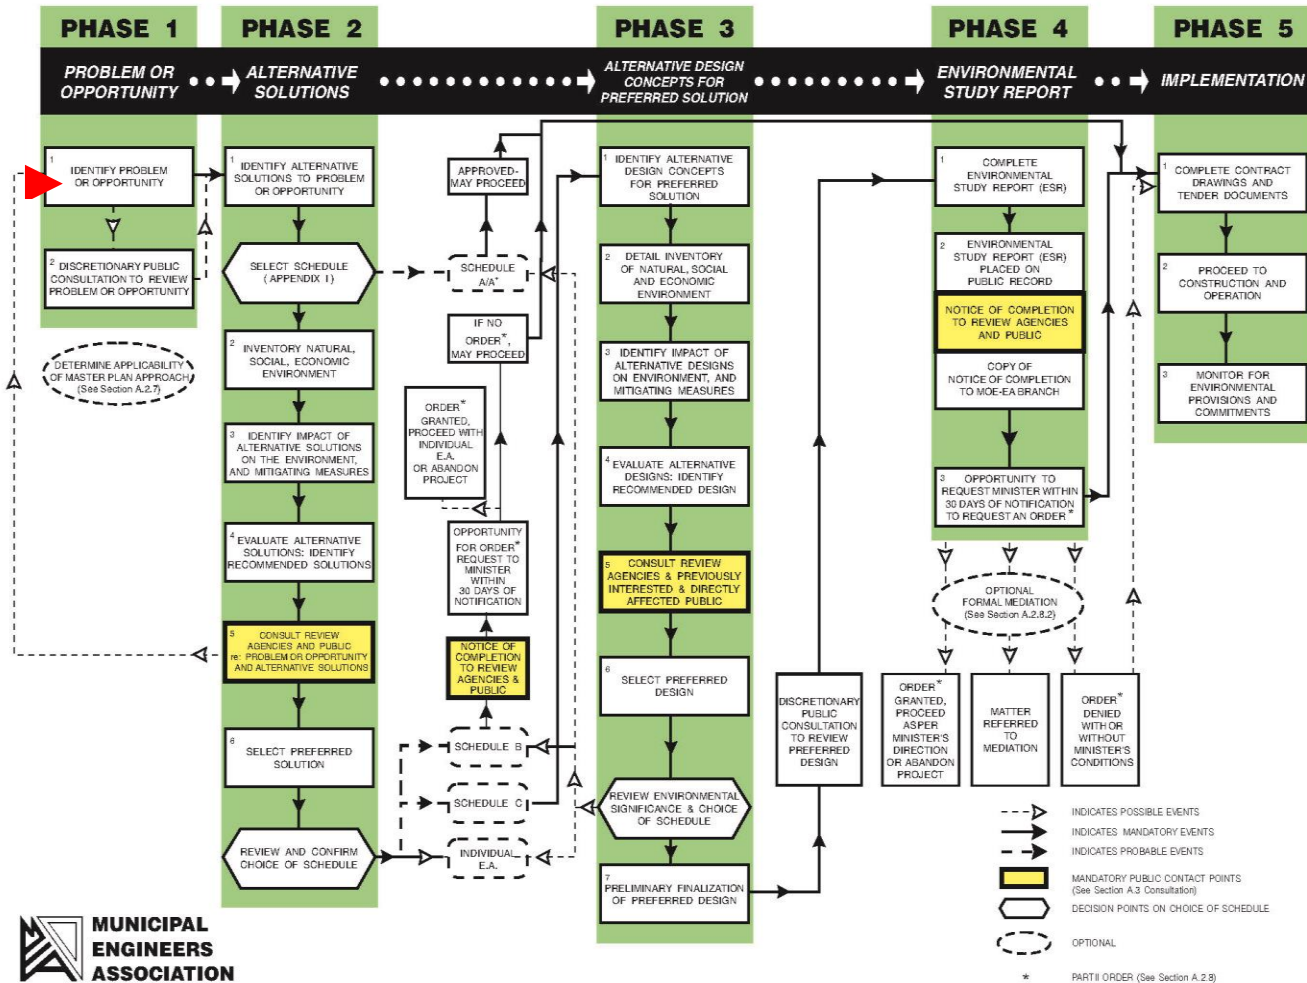 PHASE 1
PHASE 2
PHASE 3
PHASE 4
PHASE 5
PROBLEM OR
OPPORTUNITY
ALTERNATIVE
SOLUTIONS
ALTERNATIVE DESIGN
CONCEPTS FOR
PREFERRED SOLUTION
ENVIRONMENTAL
STUDY REPORT
IMPLEMENTATION
1
IDENTIFY PROBLEM
OR OPPORTUNITY
2
DISCRETIONARY PUBLIC
CONSULTATION TO REVIEW
PROBLEM OR OPPORTUNITY
DETERMINE APPLICABILITY
OF MASTER PLAN APPROACH
(See Section A.2.7)
1
IDENTIFY ALTERNATIVE
SOLUTIONS TO PROBLEM
OR OPPORTUNITY
SELECT SCHEDULE
(APPENDIX I)
2
INVENTORY NATURAL,
SOCIAL, ECONOMIC
ENVIRONMENT
3
IDENTIFY IMPACT OF
ALTERNATIVE SOLUTIONS
ON THE ENVIRONMENT,
AND MITIGATING MEASURES
4
EVALUATE ALTERNATIVE
SOLUTIONS: IDENTIFY
RECOMMENDED SOLUTIONS
5
CONSULT REVIEW
AGENCIES AND PUBLIC
re: PROBLEM OR OPPORTUNITY
AND ALTERNATIVE SOLUTIONS
6
SELECT PREFERRED
SOLUTION
REVIEW AND CONFIRM
CHOICE OF SCHEDULE
APPROVED-
MAY PROCEED
SCHEDULE
A/A+
IF NO
ORDER*,
MAY PROCEED
ORDER*
GRANTED,
PROCEED WITH
INDIVIDUAL
E.A.
OR ABANDON
PROJECT
OPPORTUNITY
FOR ORDER*
REQUEST TO
MINISTER
WITHIN
30 DAYS OF
NOTIFICATION
NOTICE OF
COMPLETION
TO REVIEW
AGENCIES &
PUBLIC
SCHEDULE B
SCHEDULE C
INDIVIDUAL
E.A.
1
IDENTIFY ALTERNATIVE
DESIGN CONCEPTS
FOR PREFERRED
SOLUTION
2
DETAIL INVENTORY
OF NATURAL, SOCIAL
AND ECONOMIC
ENVIRONMENT
3
IDENTIFY IMPACT OF
ALTERNATIVE DESIGNS
ON ENVIRONMENT, AND
MITIGATING MEASURES
4
EVALUATE ALTERNATIVE
DESIGNS: IDENTIFY
RECOMMENDED DESIGN
5
CONSULT REVIEW
AGENCIES & PREVIOUSLY
INTERESTED & DIRECTLY
AFFECTED PUBLIC
6
SELECT PREFERRED
DESIGN
REVIEW ENVIRONMENTAL
SIGNIFICANCE & CHOICE
OF SCHEDULE
7
PRELIMINARY FINALIZATION
OF PREFERRED DESIGN
DISCRETIONARY
PUBLIC
CONSULTATION
TO REVIEW
PREFERRED
DESIGN
1
COMPLETE
ENVIRONMENTAL
STUDY REPORT (ESR)
2
ENVIRONMENTAL
STUDY REPORT (ESR)
PLACED ON
PUBLIC RECORD
NOTICE OF COMPLETION
TO REVIEW AGENCIES
AND PUBLIC
COPY OF
NOTICE OF COMPLETION
TO MOE-EA BRANCH
3
OPPORTUNITY TO
REQUEST MINISTER WITHIN
30 DAYS OF NOTIFICATION
TO REQUEST AN ORDER*
OPTIONAL
FORMAL MEDIATION
(See Section A.2.8.2)
ORDER*
GRANTED,
PROCEED
ASPER
MINISTER'S
DIRECTION
OR ABANDON
PROJECT
MATTER
REFERRED
TO
MEDIATION
ORDER*
DENIED
WITH OR
WITHOUT
MINISTER'S
CONDITIONS
1
COMPLETE CONTRACT
DRAWINGS AND
TENDER DOCUMENTS
2
PROCEED TO
CONSTRUCTION AND
OPERATION
3
MONITOR FOR
ENVIRONMENTAL
PROVISIONS AND
COMMITMENTS
INDICATES POSSIBLE EVENTS
INDICATES MANDATORY EVENTS
INDICATES PROBABLE EVENTS
MANDATORY PUBLIC CONTACT POINTS
(See Section A.3 Consultation)
DECISION POINTS ON CHOICE OF SCHEDULE
OPTIONAL
* PART II ORDER (See Section A.2.8)
MUNICIPAL
ENGINEERS
ASSOCIATION